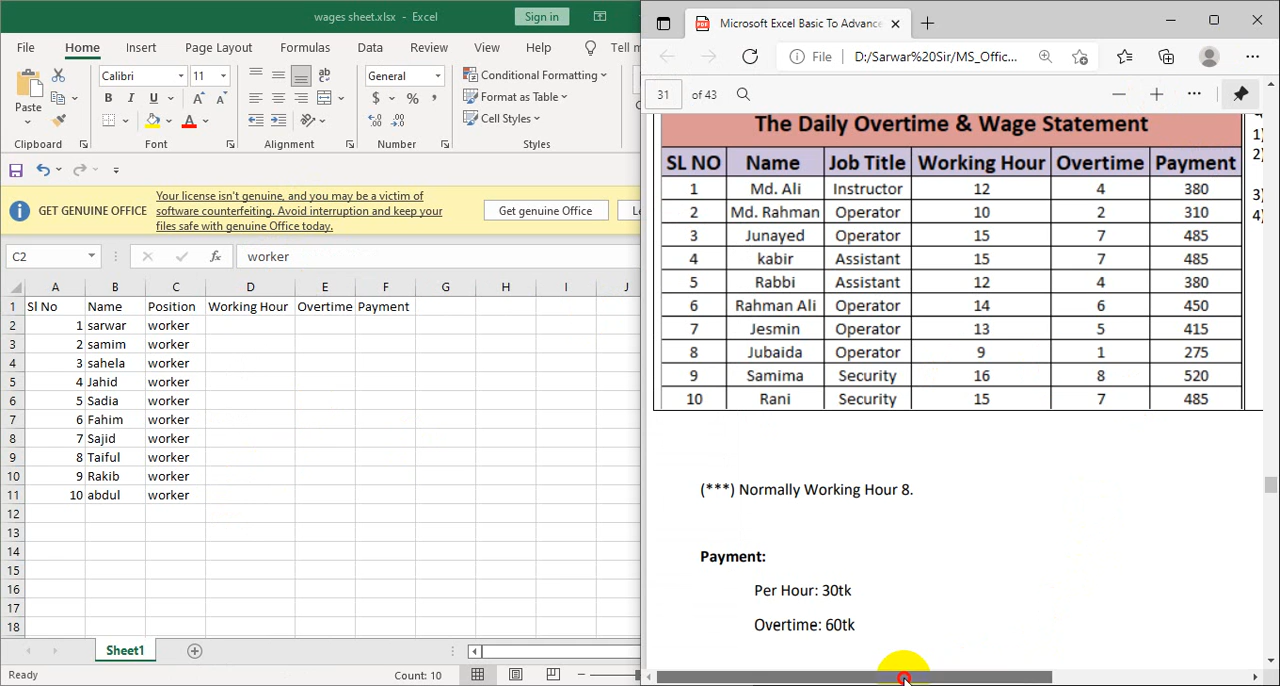 wages sheet.xlsx - Excel
Sign in
File Home Insert Page Layout Formulas Data Review View Help Tell m
Calibri 11
General
Conditional Formatting
Format as Table
Cell Styles
Paste
B I U
$ % ,
Clipboard Font Alignment Number Styles
GET GENUINE OFFICE
Your license isn't genuine, and you may be a victim of
software counterfeiting. Avoid interruption and keep your
files safe with genuine Office today.
Get genuine Office
Le
C2 fx worker
A B C D E F G H I J
1 Sl No Name Position Working Hour Overtime Payment
2 1 sarwar worker
3 2 samim worker
4 3 sahela worker
5 4 Jahid worker
6 5 Sadia worker
7 6 Fahim worker
8 7 Sajid worker
9 8 Taiful worker
10 9 Rakib worker
11 10 abdul worker
12
13
14
15
16
17
18
Sheet1
Ready Count: 10
Microsoft Excel Basic To Advance
File D:/Sarwar%20Sir/MS_Offic...
31 of 43
The Daily Overtime & Wage Statement
SL NO Name Job Title Working Hour Overtime Payment
1 Md. Ali Instructor 12 4 380
2 Md. Rahman Operator 10 2 310
3 Junayed Operator 15 7 485
4 kabir Assistant 15 7 485
5 Rabbi Assistant 12 4 380
6 Rahman Ali Operator 14 6 450
7 Jesmin Operator 13 5 415
8 Jubaida Operator 9 1 275
9 Samima Security 16 8 520
10 Rani Security 15 7 485
1)
2)
3)
4)
(***) Normally Working Hour 8.
Payment:
Per Hour: 30tk
Overtime: 60tk